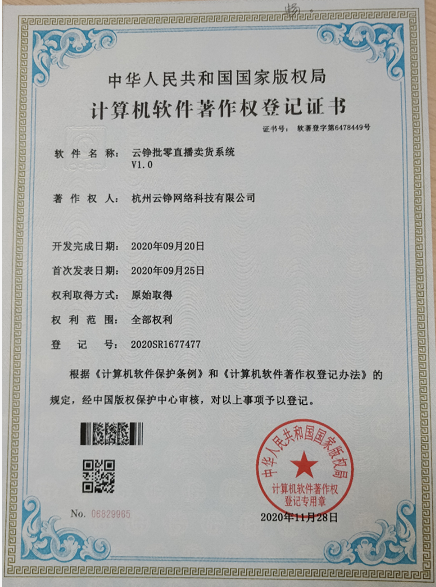 中华人民共和国国家版权局
计算机软件著作权登记证书
证书号： 软著登字第6478449号
软件名称： 云铮批零直播卖货系统
V1.0
著作权人： 杭州云铮网络科技有限公司
开发完成日期： 2020年09月20日
首次发表日期： 2020年09月25日
权利取得方式： 原始取得
权利范围： 全部权利
登记号： 2020SR1677477
根据《计算机软件保护条例》和《计算机软件著作权登记办法》的
规定，经中国版权保护中心审核，对以上事项予以登记。
中华人民共和国国家版权局
计算机软件著作权
登记专用章
No. 06829965
2020年11月28日